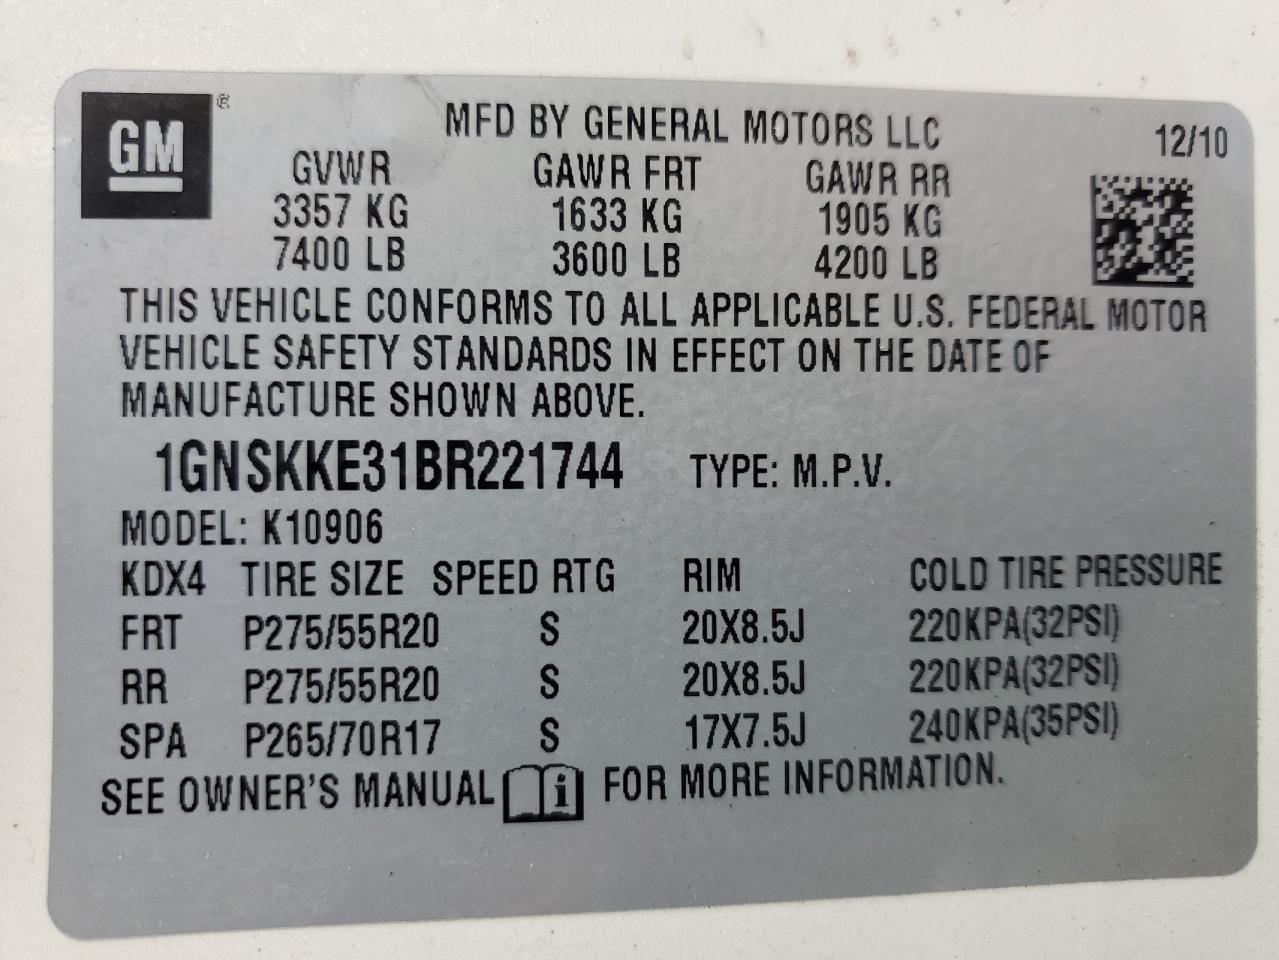 GM ®
MFD BY GENERAL MOTORS LLC
12/10
GVWR GAWR FRT GAWR RR
3357 KG 1633 KG 1905 KG
7400 LB 3600 LB 4200 LB
THIS VEHICLE CONFORMS TO ALL APPLICABLE U.S. FEDERAL MOTOR
VEHICLE SAFETY STANDARDS IN EFFECT ON THE DATE OF
MANUFACTURE SHOWN ABOVE.
1GNSKKE31BR221744 TYPE: M.P.V.
MODEL: K10906
KDX4 TIRE SIZE SPEED RTG RIM COLD TIRE PRESSURE
FRT P275/55R20 S 20X8.5J 220KPA(32PSI)
RR P275/55R20 S 20X8.5J 220KPA(32PSI)
SPA P265/70R17 S 17X7.5J 240KPA(35PSI)
SEE OWNER'S MANUAL i FOR MORE INFORMATION.